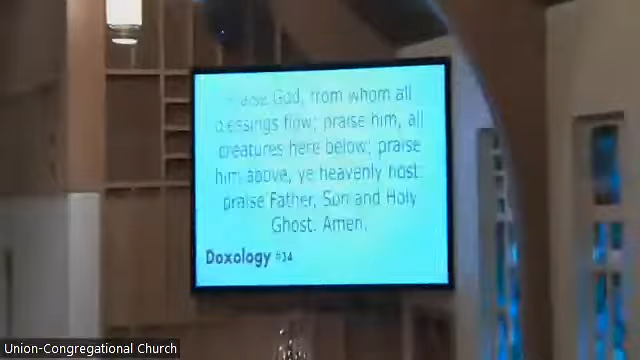 Praise God, from whom all
blessings flow; praise him, all
creatures here below; praise
him above, ye heavenly host:
praise Father, Son and Holy
Ghost. Amen.
Doxology #34
Union-Congregational Church